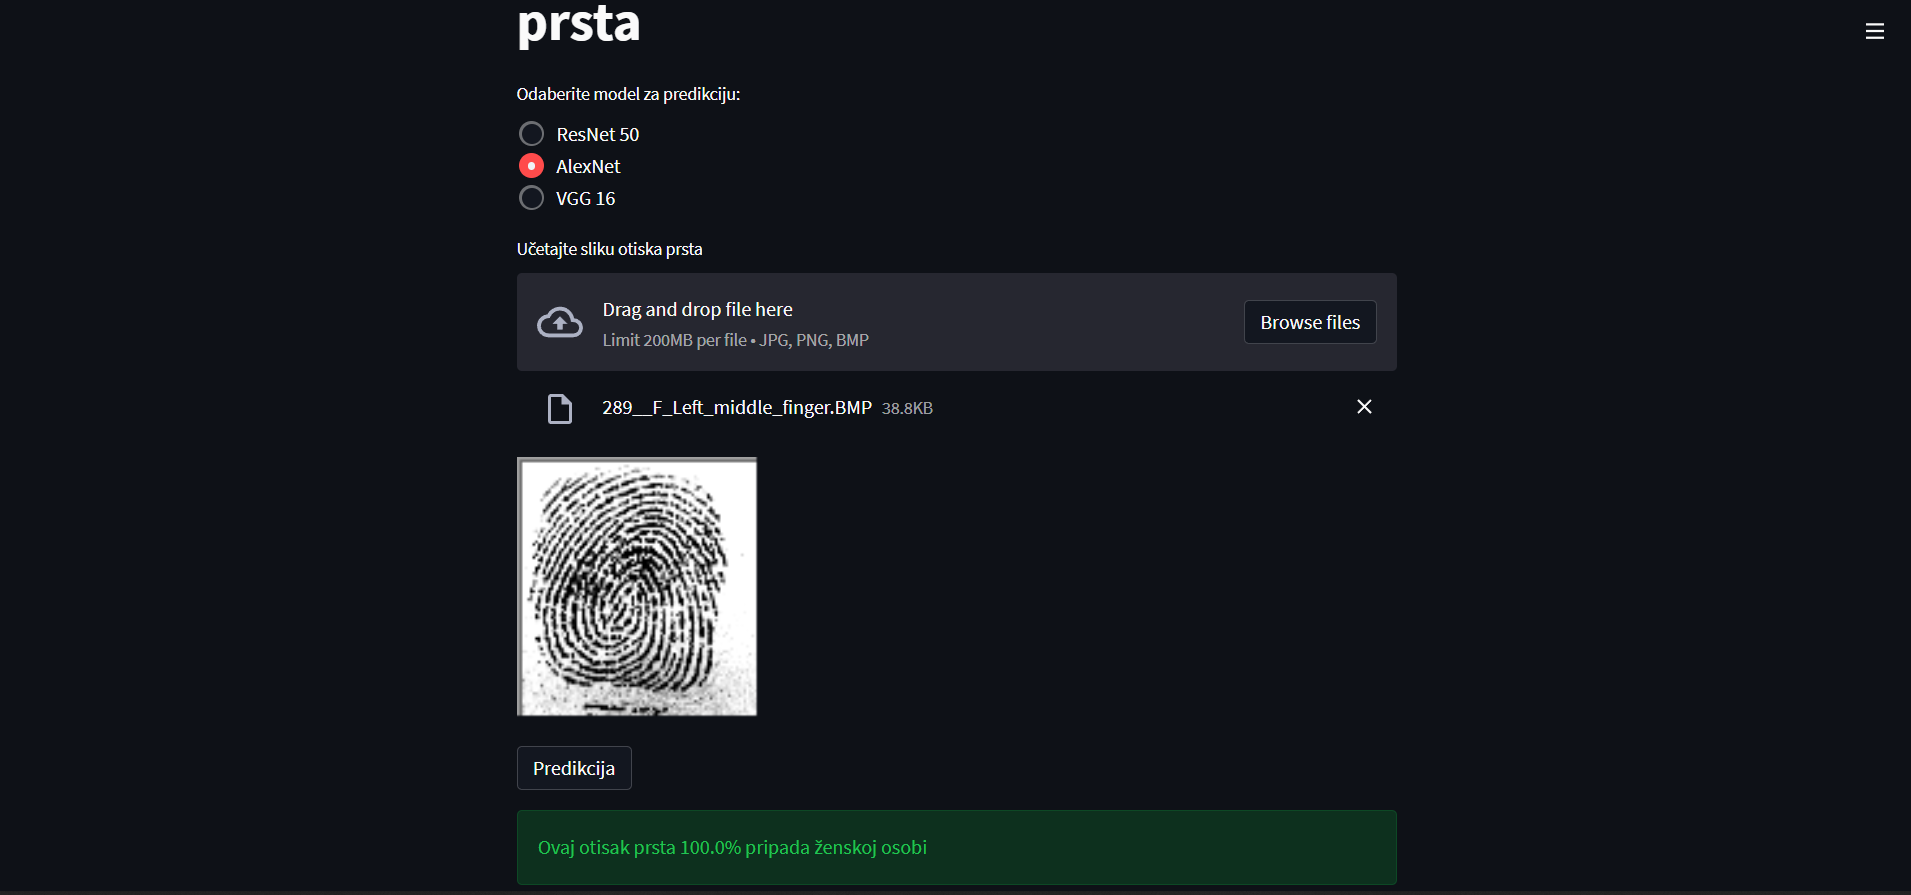 prsta
Odaberite model za predikciju:
ResNet 50
AlexNet
VGG 16
Učetajte sliku otiska prsta
Drag and drop file here
Limit 200MB per file • JPG, PNG, BMP
Browse files
289__F_Left_middle_finger.BMP 38.8KB
Predikcija
Ovaj otisak prsta 100.0% pripada ženskoj osobi